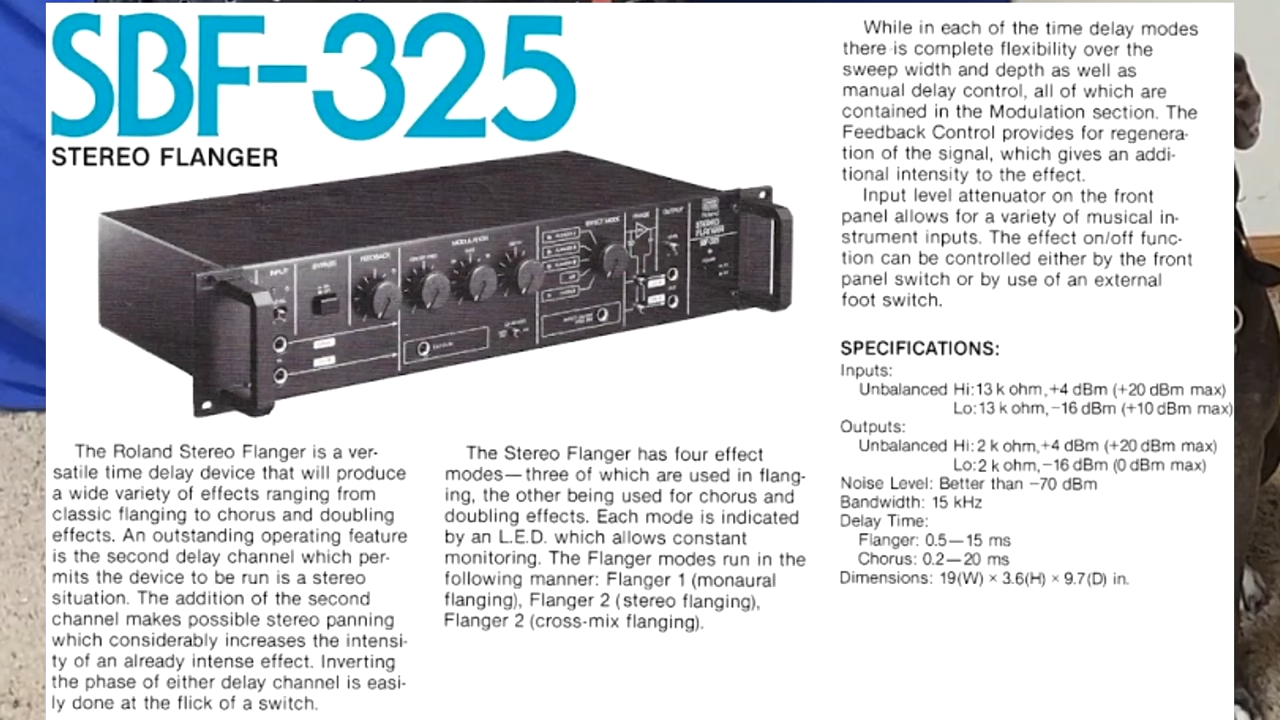 SBF-325
STEREO FLANGER
INPUT
BYPASS
FEEDBACK
MODULATION
EFFECT MODE
PHASE
OUTPUT
The Roland Stereo Flanger is a ver-
satile time delay device that will produce
a wide variety of effects ranging from
classic flanging to chorus and doubling
effects. An outstanding operating feature
is the second delay channel which per-
mits the device to be run is a stereo
situation. The addition of the second
channel makes possible stereo panning
which considerably increases the intensi-
ty of an already intense effect. Inverting
the phase of either delay channel is easi-
ly done at the flick of a switch.
The Stereo Flanger has four effect
modes—three of which are used in flang-
ing, the other being used for chorus and
doubling effects. Each mode is indicated
by an L.E.D. which allows constant
monitoring. The Flanger modes run in the
following manner: Flanger 1 (monaural
flanging), Flanger 2 (stereo flanging),
Flanger 2 (cross-mix flanging).
While in each of the time delay modes
there is complete flexibility over the
sweep width and depth as well as
manual delay control, all of which are
contained in the Modulation section. The
Feedback Control provides for regenera-
tion of the signal, which gives an addi-
tional intensity to the effect.
Input level attenuator on the front
panel allows for a variety of musical in-
strument inputs. The effect on/off func-
tion can be controlled either by the front
panel switch or by use of an external
foot switch.
SPECIFICATIONS:
Inputs:
Unbalanced Hi:13 k ohm,+4 dBm (+20 dBm max)
Lo:13 k ohm,−16 dBm (+10 dBm max)
Outputs:
Unbalanced Hi:2 k ohm,+4 dBm (+20 dBm max)
Lo:2 k ohm,−16 dBm (0 dBm max)
Noise Level: Better than −70 dBm
Bandwidth: 15 kHz
Delay Time:
Flanger: 0.5—15 ms
Chorus: 0.2—20 ms
Dimensions: 19(W) × 3.6(H) × 9.7(D) in.